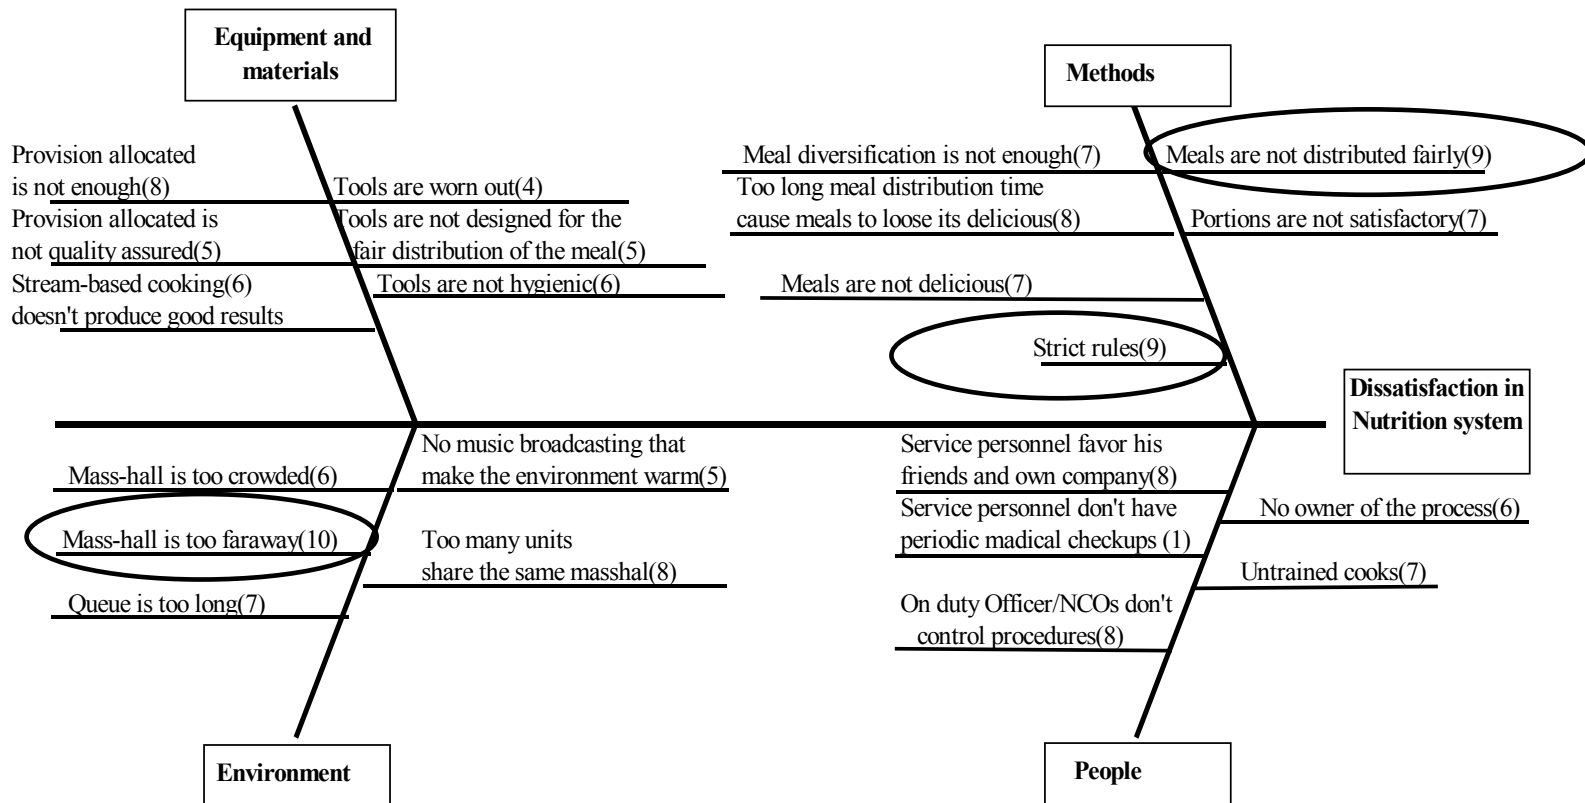 Equipment and
materials
Methods
Provision allocated
is not enough(8)
Tools are worn out(4)
Provision allocated is
not quality assured(5)
Tools are not designed for the
fair distribution of the meal(5)
Stream-based cooking(6)
doesn't produce good results
Tools are not hygienic(6)
Meal diversification is not enough(7)
Meals are not distributed fairly(9)
Too long meal distribution time
cause meals to loose its delicious(8)
Portions are not satisfactory(7)
Meals are not delicious(7)
Strict rules(9)
Dissatisfaction in
Nutrition system
Mass-hall is too crowded(6)
No music broadcasting that
make the environment warm(5)
Mass-hall is too faraway(10)
Too many units
share the same masshal(8)
Queue is too long(7)
Service personnel favor his
friends and own company(8)
No owner of the process(6)
Service personnel don't have
periodic madical checkups (1)
Untrained cooks(7)
On duty Officer/NCOs don't
control procedures(8)
Environment
People